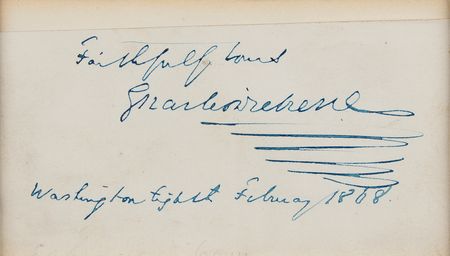 Faithfully Yours
Charles Dickens
Washington Eighth February 1868.